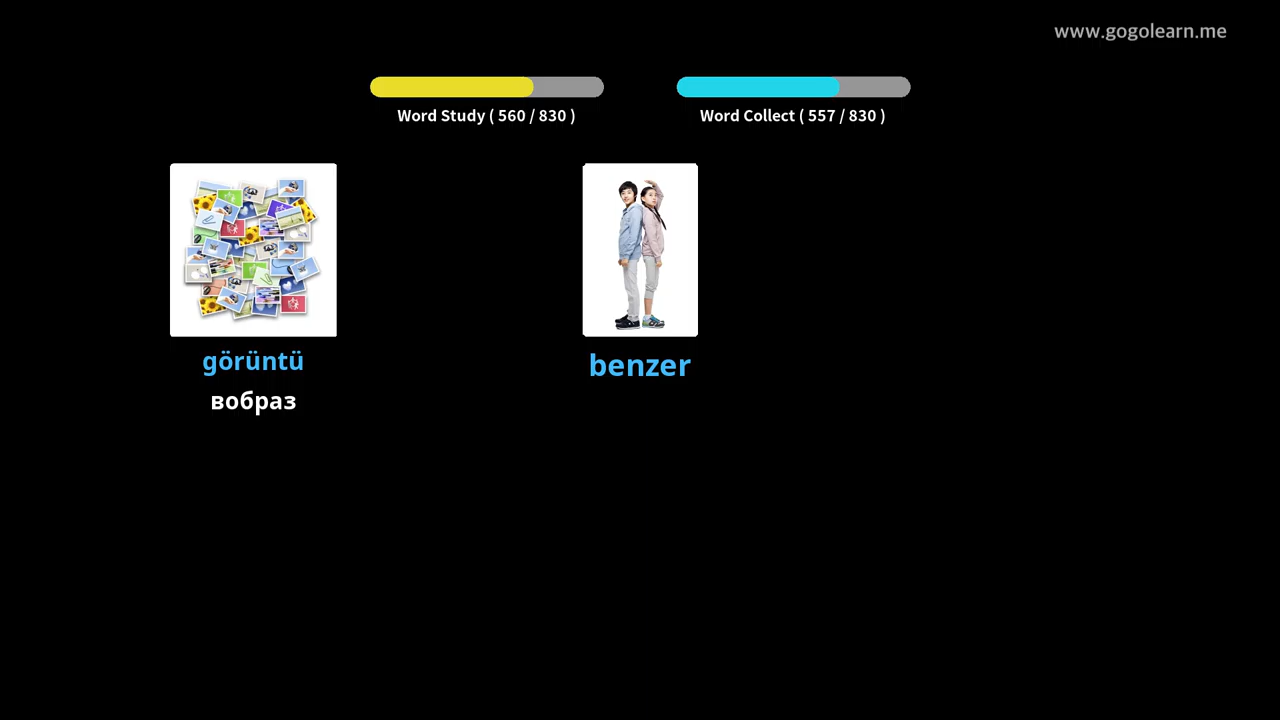 www.gogolearn.me
Word Study ( 560 / 830 )
Word Collect ( 557 / 830 )
görüntü
вобраз
benzer